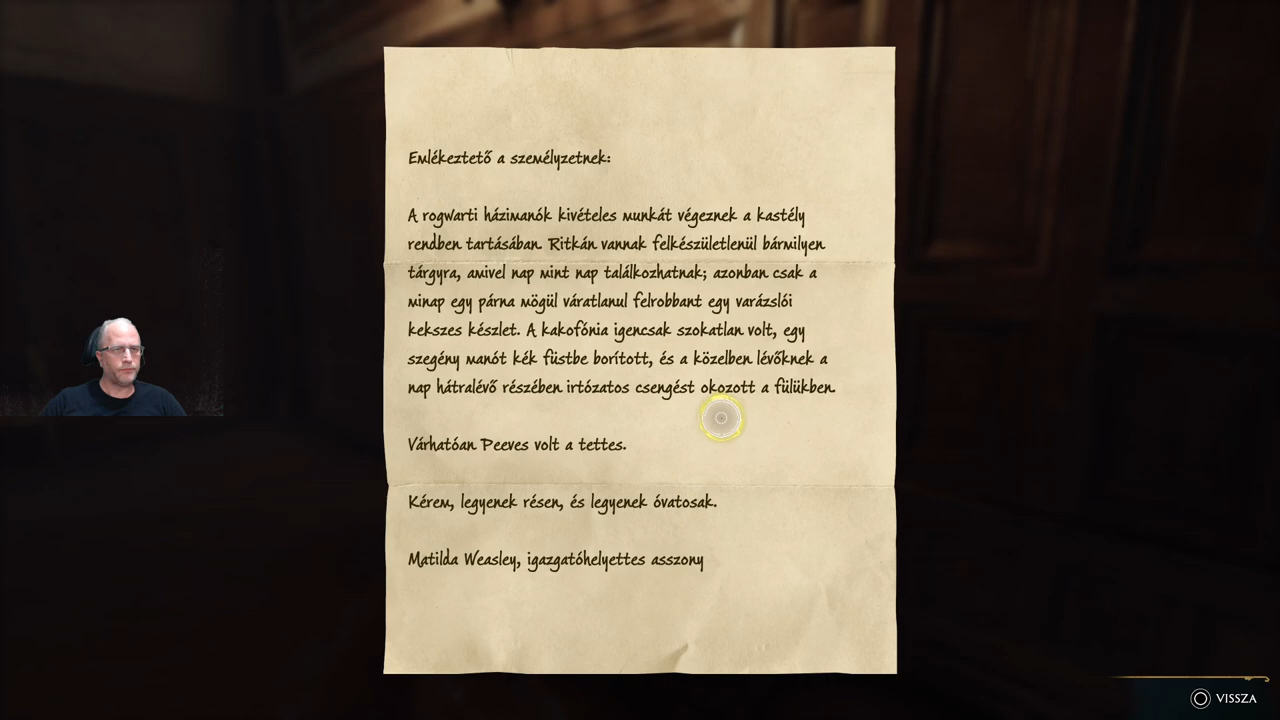 Emlékeztető a személyzetnek:
A rogwarti házimanók kivételes munkát végeznek a kastély
rendben tartásában. Ritkán vannak felkészületlenül bármilyen
tárgyra, amivel nap mint nap találkozhatnak; azonban csak a
minap egy párna mögül váratlanul felrobbant egy varázslói
kekszes készlet. A kakofónia igencsak szokatlan volt, egy
szegény manót kék füstbe borított, és a közelben lévőknek a
nap hátralévő részében irtózatos csengést okozott a fülükben.
Várhatóan Peeves volt a tettes.
Kérem, legyenek résen, és legyenek óvatosak.
Matilda Weasley, igazgatóhelyettes asszony
VISSZA